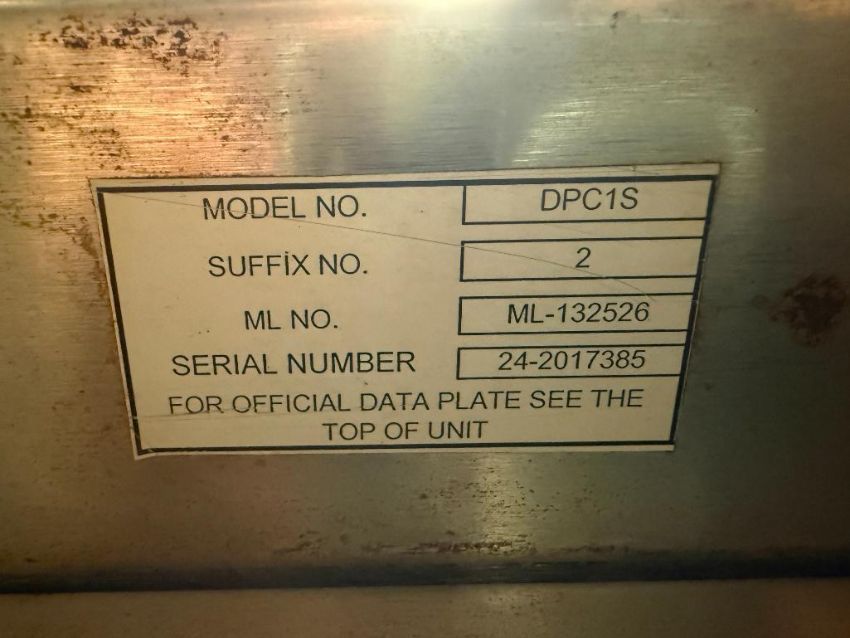 MODEL NO. DPC1S
SUFFİX NO. 2
ML NO. ML-132526
SERIAL NUMBER 24-2017385
FOR OFFICIAL DATA PLATE SEE THE
TOP OF UNIT